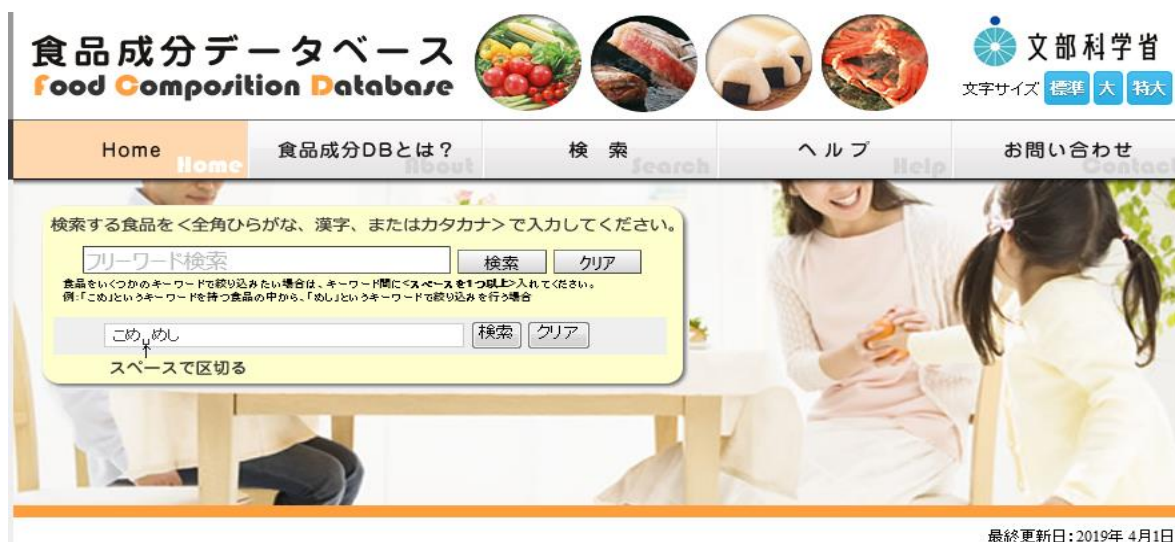 食品成分データベース
Food Composition Database
文部科学省
文字サイズ 標準 大 特大
Home Home
食品成分DBとは? About
検 索 Search
ヘルプ Help
お問い合わせ Contact
検索する食品を<全角ひらがな、漢字、またはカタカナ>で入力してください。
フリーワード検索 検索 クリア
食品をいくつかのキーワードで絞り込みたい場合は、キーワード間に<スペースを1つ以上>入れてください。
例:「こめ」というキーワードを持つ食品の中から、「めし」というキーワードで絞り込みを行う場合
こめ␣めし 検索 クリア
↑
スペースで区切る
最終更新日:2019年 4月1日